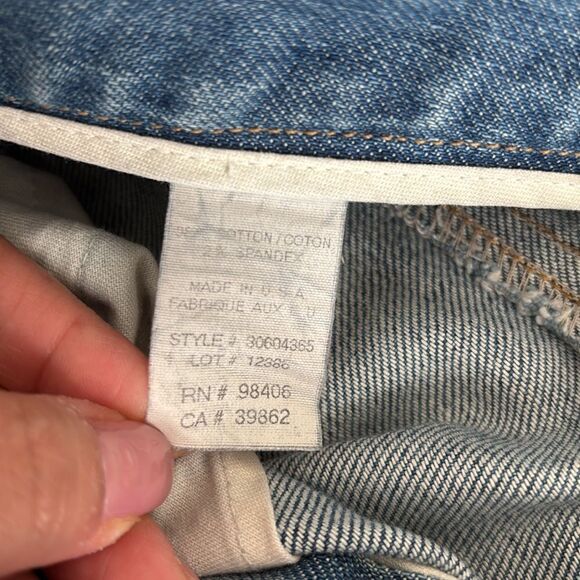 COTTON / COTON
2% SPANDEX
MADE IN U S A
FABRIQUE AUX U
STYLE # 30604365
LOT # 12386
RN # 98406
CA # 39862